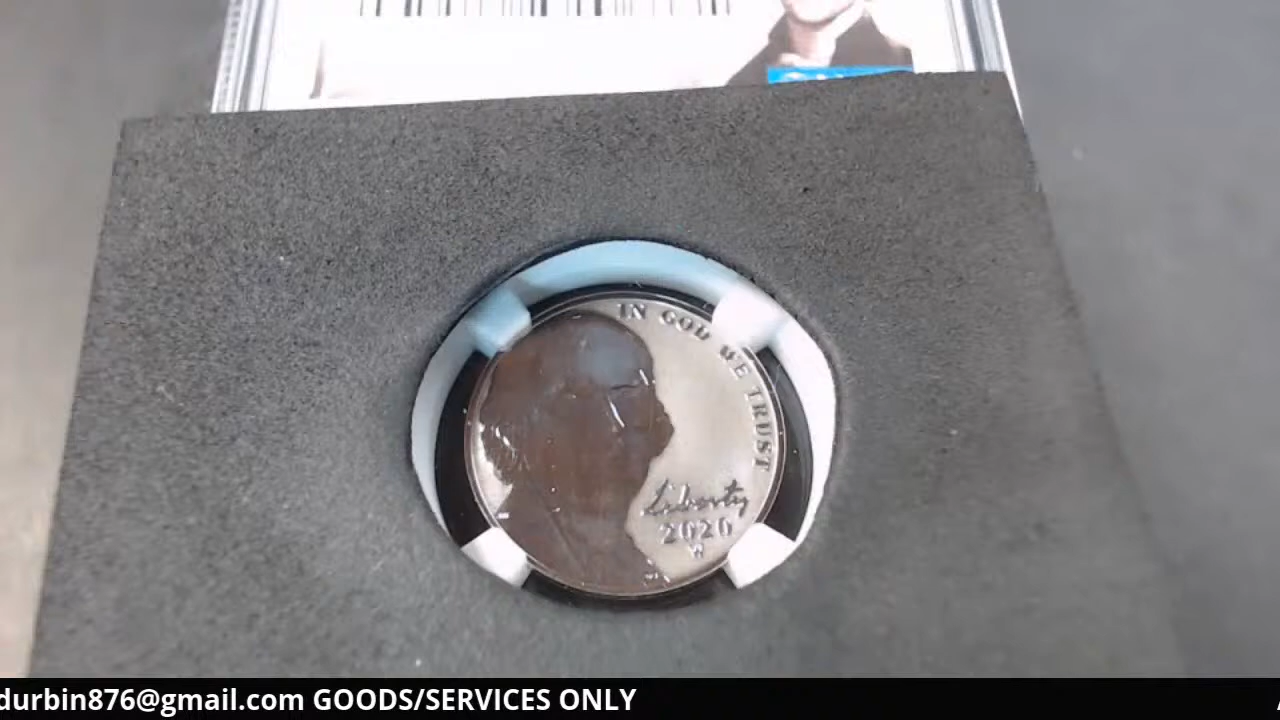 IN GOD WE TRUST
Liberty
2020
W
durbin876@gmail.com GOODS/SERVICES ONLY